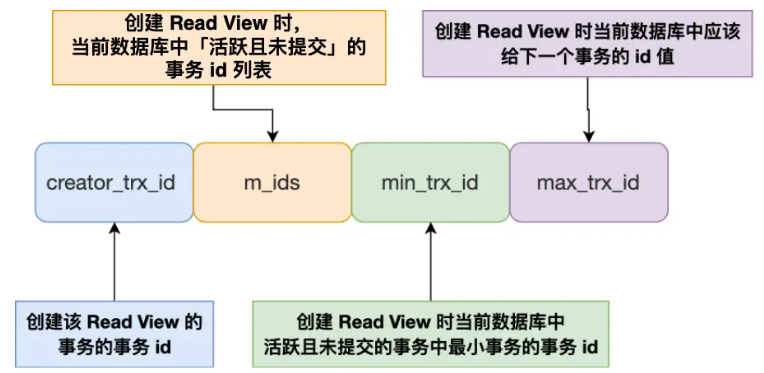 创建 Read View 时，
当前数据库中「活跃且未提交」的
事务 id 列表
创建 Read View 时当前数据库中应该
给下一个事务的 id 值
creator_trx_id
m_ids
min_trx_id
max_trx_id
创建该 Read View 的
事务的事务 id
创建 Read View 时当前数据库中
活跃且未提交的事务中最小事务的事务 id